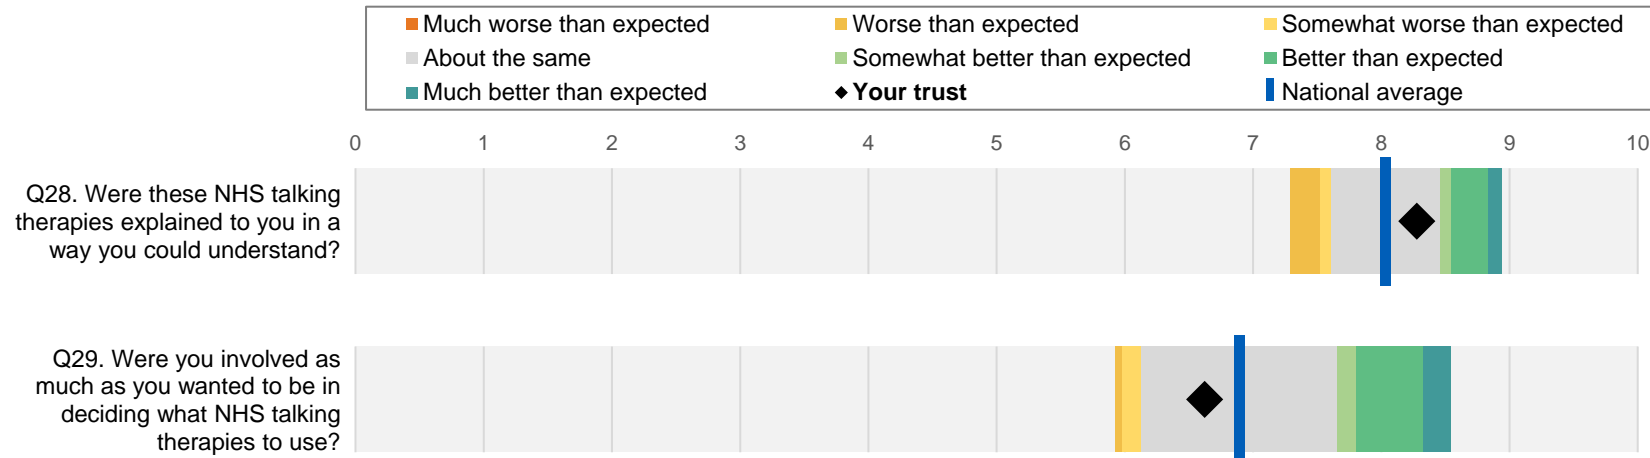 Much worse than expected Worse than expected Somewhat worse than expected
About the same Somewhat better than expected Better than expected
Much better than expected Your trust National average
0 1 2 3 4 5 6 7 8 9 10
Q28. Were these NHS talking
therapies explained to you in a
way you could understand?
Q29. Were you involved as
much as you wanted to be in
deciding what NHS talking
therapies to use?